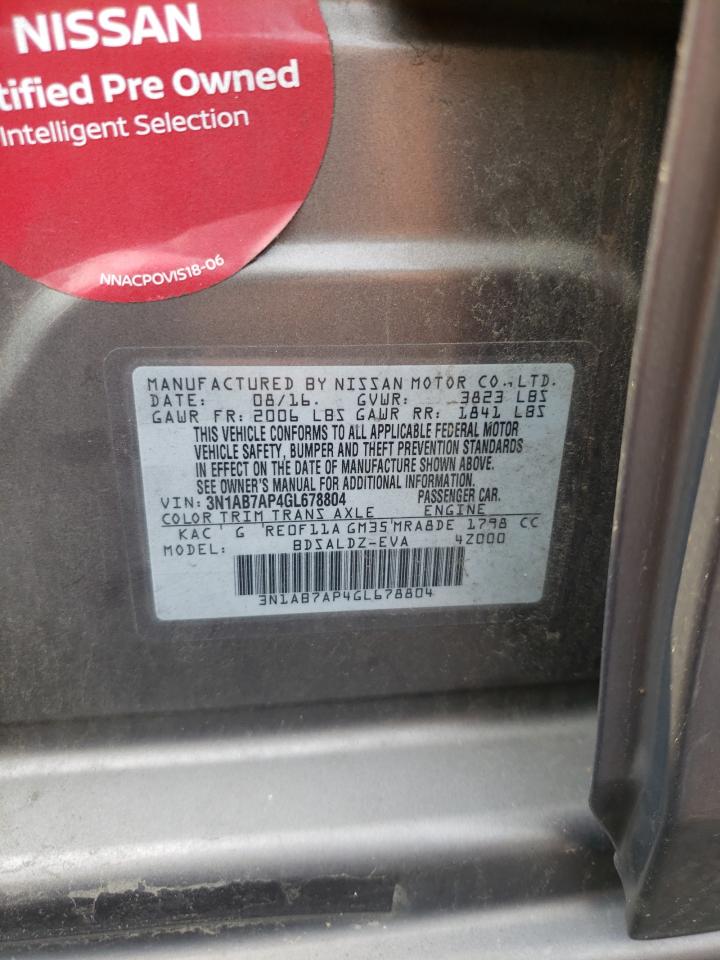 NISSAN
tified Pre Owned
Intelligent Selection
NNACPOVIS18-06
MANUFACTURED BY NISSAN MOTOR CO.,LTD.
DATE: 08/16. GVWR: 3823 LBS
GAWR FR: 2006 LBS GAWR RR: 1841 LBS
THIS VEHICLE CONFORMS TO ALL APPLICABLE FEDERAL MOTOR
VEHICLE SAFETY, BUMPER AND THEFT PREVENTION STANDARDS
IN EFFECT ON THE DATE OF MANUFACTURE SHOWN ABOVE.
SEE OWNER'S MANUAL FOR ADDITIONAL INFORMATION.
VIN: 3N1AB7AP4GL678804 PASSENGER CAR.
COLOR TRIM TRANS AXLE ENGINE
KAC ' G 'RE0F11A GM35'MRA8DE 1798 CC
MODEL: BDSALDZ-EVA 4Z000
3N1AB7AP4GL678804